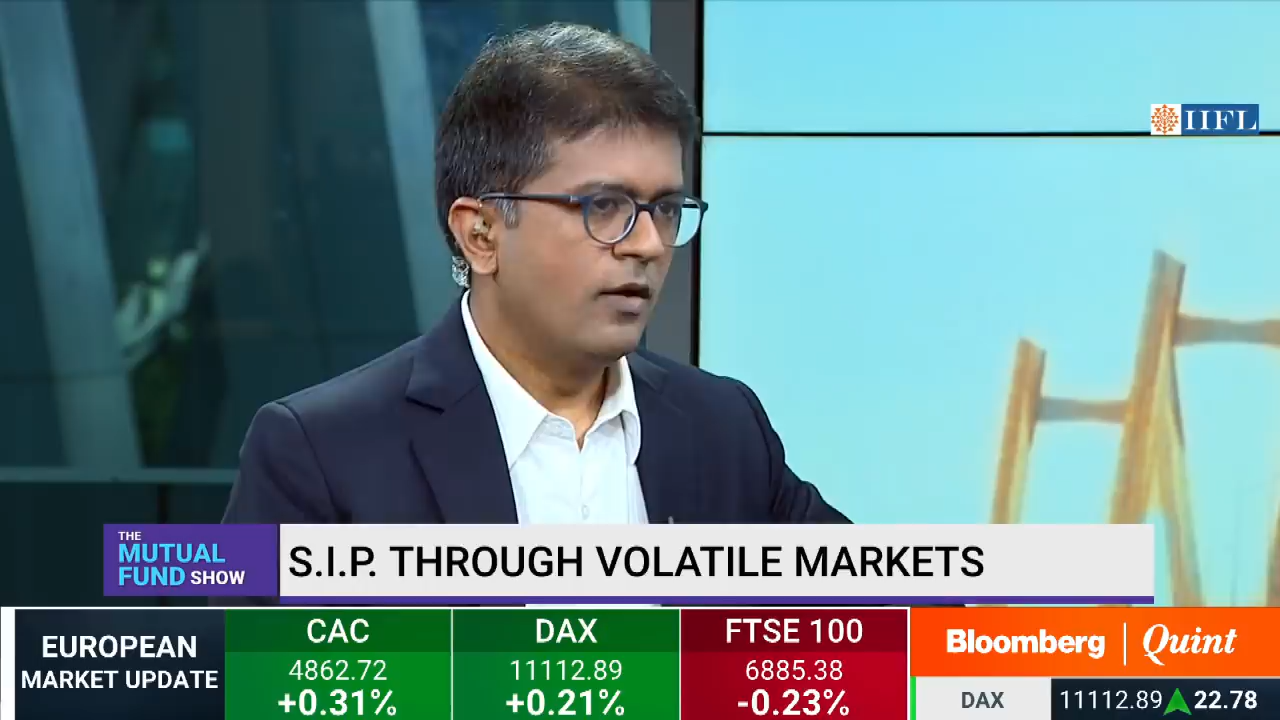 IIFL
THE
MUTUAL
FUND SHOW
S.I.P. THROUGH VOLATILE MARKETS
EUROPEAN
MARKET UPDATE
CAC
4862.72
+0.31%
DAX
11112.89
+0.21%
FTSE 100
6885.38
-0.23%
Bloomberg | Quint
DAX
11112.89 ▲ 22.78